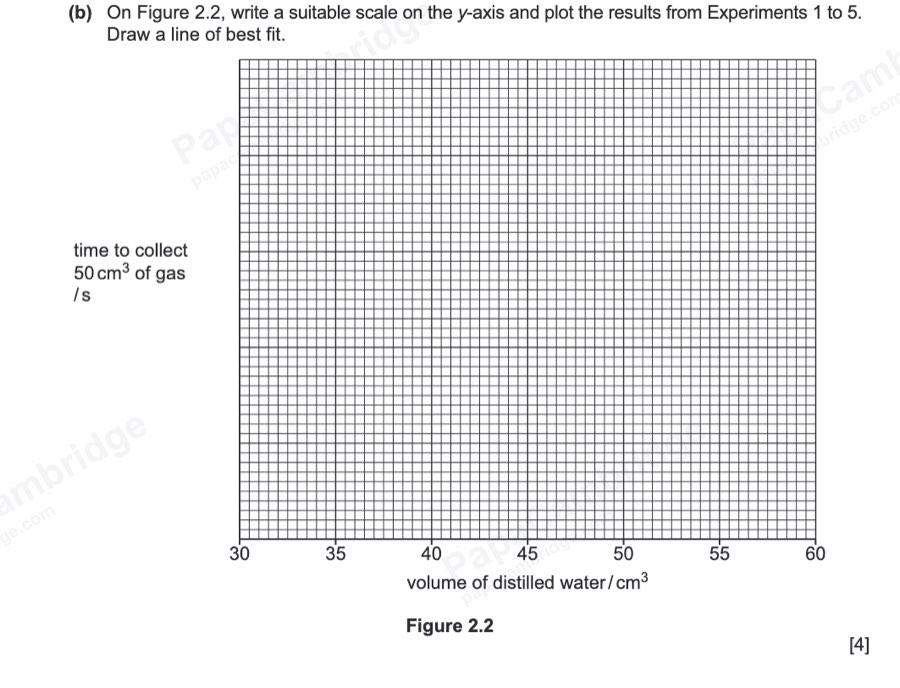 (b) On Figure 2.2, write a suitable scale on the y-axis and plot the results from Experiments 1 to 5.
Draw a line of best fit.
time to collect
50 cm³ of gas
/ s
30 35 40 45 50 55 60
volume of distilled water / cm³
Figure 2.2
[4]